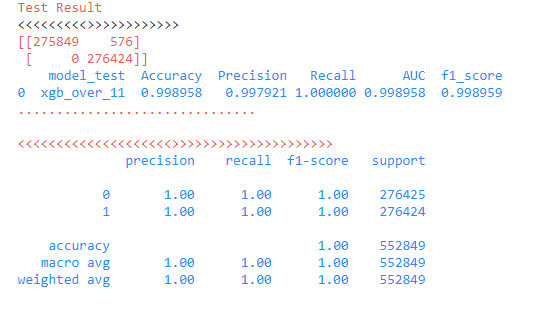 Test Result
<<<<<<<<<>>>>>>>>>>>>
[[275849    576]
 [     0 276424]]
    model_test  Accuracy  Precision   Recall      AUC  f1_score
0  xgb_over_11  0.998958   0.997921 1.000000 0.998958  0.998959
...............................
<<<<<<<<<<<<<<<<<<<<<>>>>>>>>>>>>>>>>>>>>
              precision    recall  f1-score   support
           0       1.00      1.00      1.00    276425
           1       1.00      1.00      1.00    276424
    accuracy                           1.00    552849
   macro avg       1.00      1.00      1.00    552849
weighted avg       1.00      1.00      1.00    552849